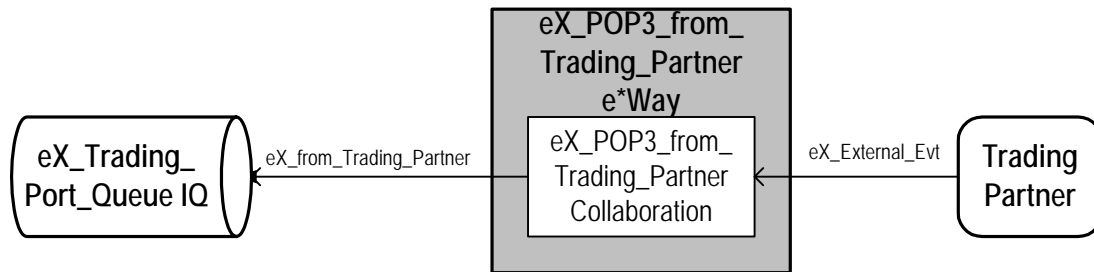 eX_POP3_from_
Trading_Partner
e*Way
eX_Trading_
Port_Queue IQ
eX_from_Trading_Partner
eX_POP3_from_
Trading_Partner
Collaboration
eX_External_Evt
Trading
Partner